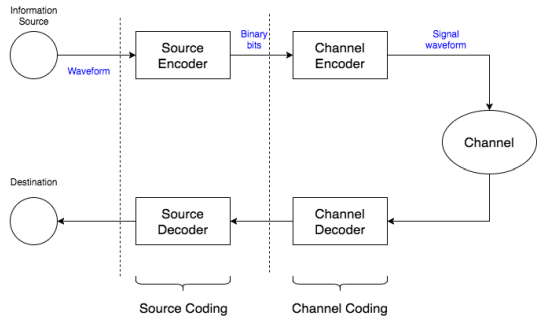 Information
Source
Waveform
Source
Encoder
Binary
bits
Channel
Encoder
Signal
waveform
Channel
Destination
Source
Decoder
Channel
Decoder
Source Coding
Channel Coding